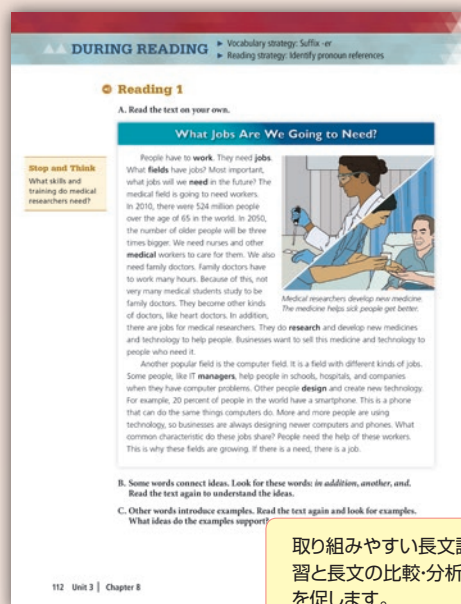 DURING READING
▶ Vocabulary strategy: Suffix -er
▶ Reading strategy: Identify pronoun references
Reading 1
A. Read the text on your own.
What Jobs Are We Going to Need?
Stop and Think
What skills and
training do medical
researchers need?
People have to work. They need jobs.
What fields have jobs? Most important,
what jobs will we need in the future? The
medical field is going to need workers.
In 2010, there were 524 million people
over the age of 65 in the world. In 2050,
the number of older people will be three
times bigger. We need nurses and other
medical workers to care for them. We also
need family doctors. Family doctors have
to work many hours. Because of this, not
very many medical students study to be
family doctors. They become other kinds
of doctors, like heart doctors. In addition,
there are jobs for medical researchers. They do research and develop new medicines
and technology to help people. Businesses want to sell this medicine and technology to
people who need it.
Medical researchers develop new medicine.
The medicine helps sick people get better.
Another popular field is the computer field. It is a field with different kinds of jobs.
Some people, like IT managers, help people in schools, hospitals, and companies
when they have computer problems. Other people design and create new technology.
For example, 20 percent of people in the world have a smartphone. This is a phone
that can do the same things computers do. More and more people are using
technology, so businesses are always designing newer computers and phones. What
common characteristic do these jobs share? People need the help of these workers.
This is why these fields are growing. If there is a need, there is a job.
B. Some words connect ideas. Look for these words: in addition, another, and.
Read the text again to understand the ideas.
C. Other words introduce examples. Read the text again and look for examples.
What ideas do the examples support
112 Unit 3 | Chapter 8
取り組みやすい長文
習と長文の比較・分析
を促します。